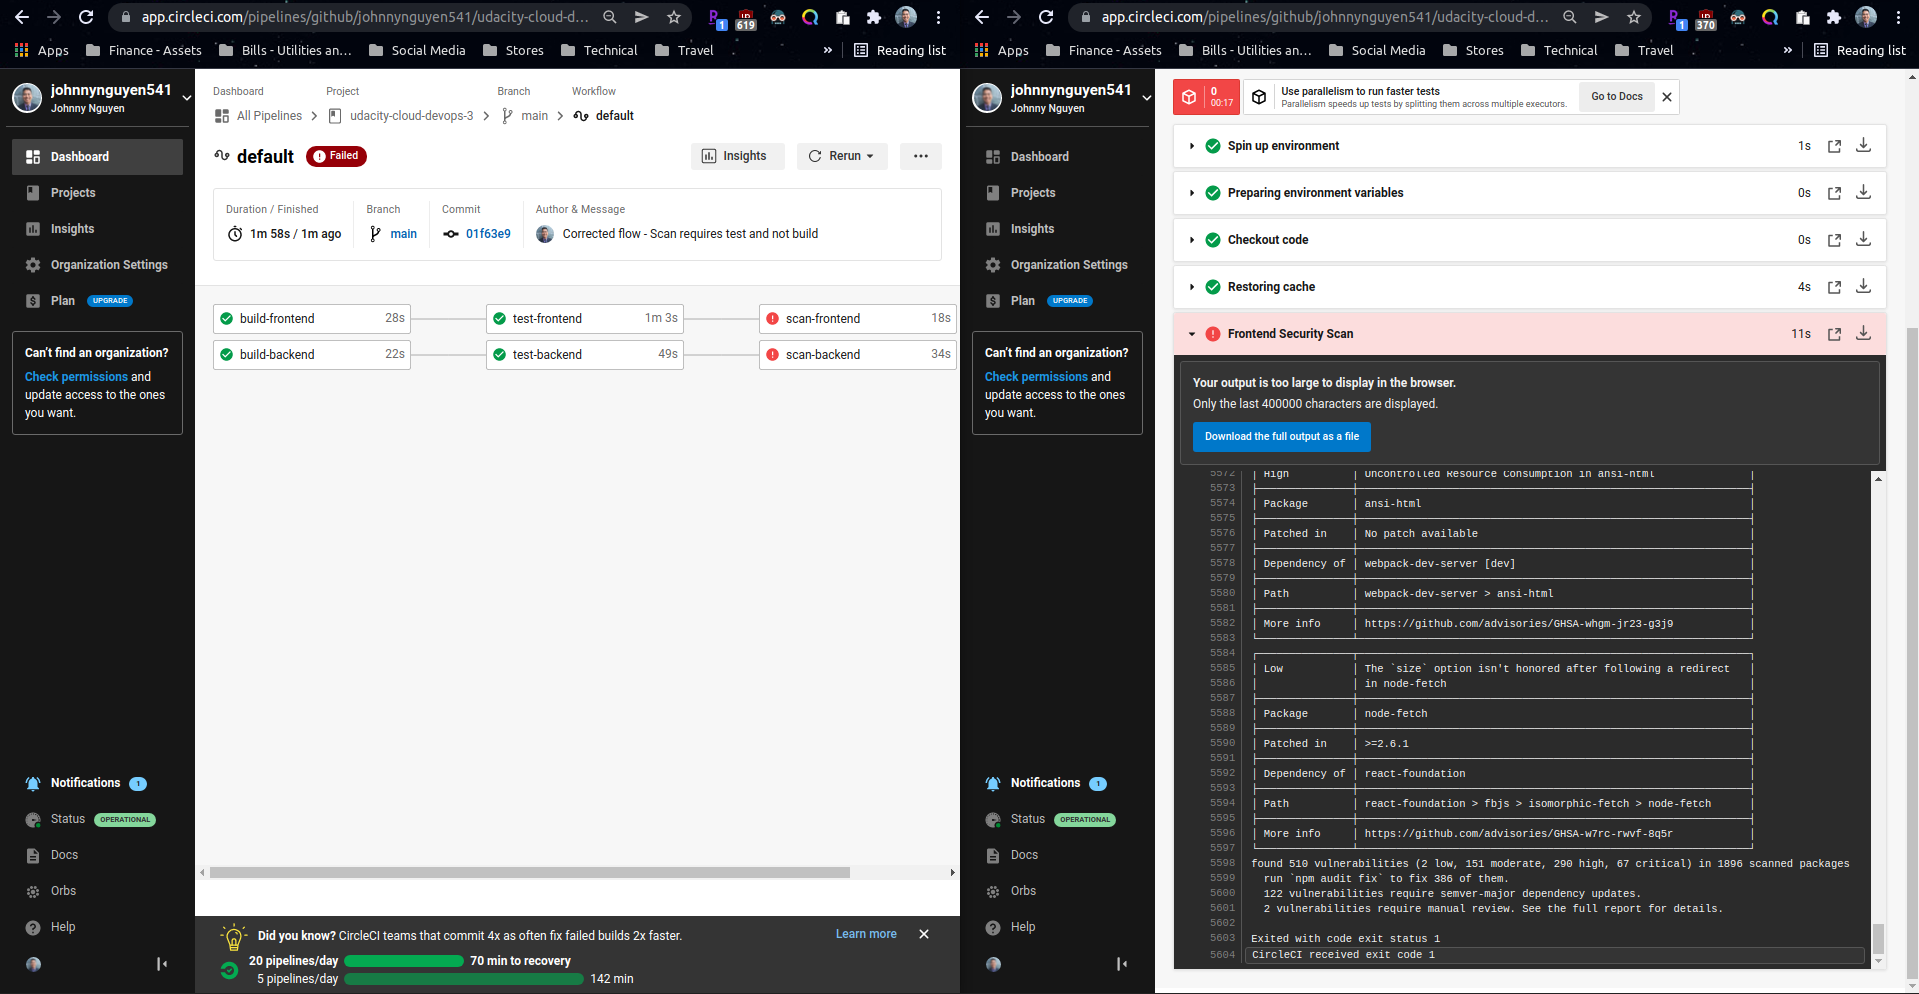 app.circleci.com/pipelines/github/johnnynguyen541/udacity-cloud-d...
1
619
Apps
Finance - Assets
Bills - Utilities an...
Social Media
Stores
Technical
Travel
»
Reading list
johnnynguyen541
Johnny Nguyen
Dashboard
Projects
Insights
Organization Settings
Plan
UPGRADE
Can't find an organization?
Check permissions and
update access to the ones
you want.
Notifications
1
Status
OPERATIONAL
Docs
Orbs
Help
Dashboard
Project
Branch
Workflow
All Pipelines
udacity-cloud-devops-3
main
default
default
Failed
Insights
Rerun
Duration / Finished
Branch
Commit
Author & Message
1m 58s / 1m ago
main
01f63e9
Corrected flow - Scan requires test and not build
build-frontend 28s
test-frontend 1m 3s
scan-frontend 18s
build-backend 22s
test-backend 49s
scan-backend 34s
Did you know? CircleCI teams that commit 4x as often fix failed builds 2x faster.
Learn more
20 pipelines/day
70 min to recovery
5 pipelines/day
142 min
app.circleci.com/pipelines/github/johnnynguyen541/udacity-cloud-d...
1
370
Apps
Finance - Assets
Bills - Utilities an...
Social Media
Stores
Technical
Travel
»
Reading list
johnnynguyen541
Johnny Nguyen
Dashboard
Projects
Insights
Organization Settings
Plan
UPGRADE
Can't find an organization?
Check permissions and
update access to the ones
you want.
Notifications
1
Status
OPERATIONAL
Docs
Orbs
Help
0
00:17
Use parallelism to run faster tests
Parallelism speeds up tests by splitting them across multiple executors.
Go to Docs
Spin up environment 1s
Preparing environment variables 0s
Checkout code 0s
Restoring cache 4s
Frontend Security Scan 11s
Your output is too large to display in the browser.
Only the last 400000 characters are displayed.
Download the full output as a file
5572 | High | Uncontrolled Resource Consumption in ansi-html |
5573
5574 | Package | ansi-html |
5575
5576 | Patched in | No patch available |
5577
5578 | Dependency of | webpack-dev-server [dev] |
5579
5580 | Path | webpack-dev-server > ansi-html |
5581
5582 | More info | https://github.com/advisories/GHSA-whgm-jr23-g3j9 |
5583
5584
5585 | Low | The `size` option isn't honored after following a redirect |
5586 | | in node-fetch |
5587
5588 | Package | node-fetch |
5589
5590 | Patched in | >=2.6.1 |
5591
5592 | Dependency of | react-foundation |
5593
5594 | Path | react-foundation > fbjs > isomorphic-fetch > node-fetch |
5595
5596 | More info | https://github.com/advisories/GHSA-w7rc-rwvf-8q5r |
5597
5598 found 510 vulnerabilities (2 low, 151 moderate, 290 high, 67 critical) in 1896 scanned packages
5599 run `npm audit fix` to fix 386 of them.
5600 122 vulnerabilities require semver-major dependency updates.
5601 2 vulnerabilities require manual review. See the full report for details.
5602
5603 Exited with code exit status 1
5604 CircleCI received exit code 1